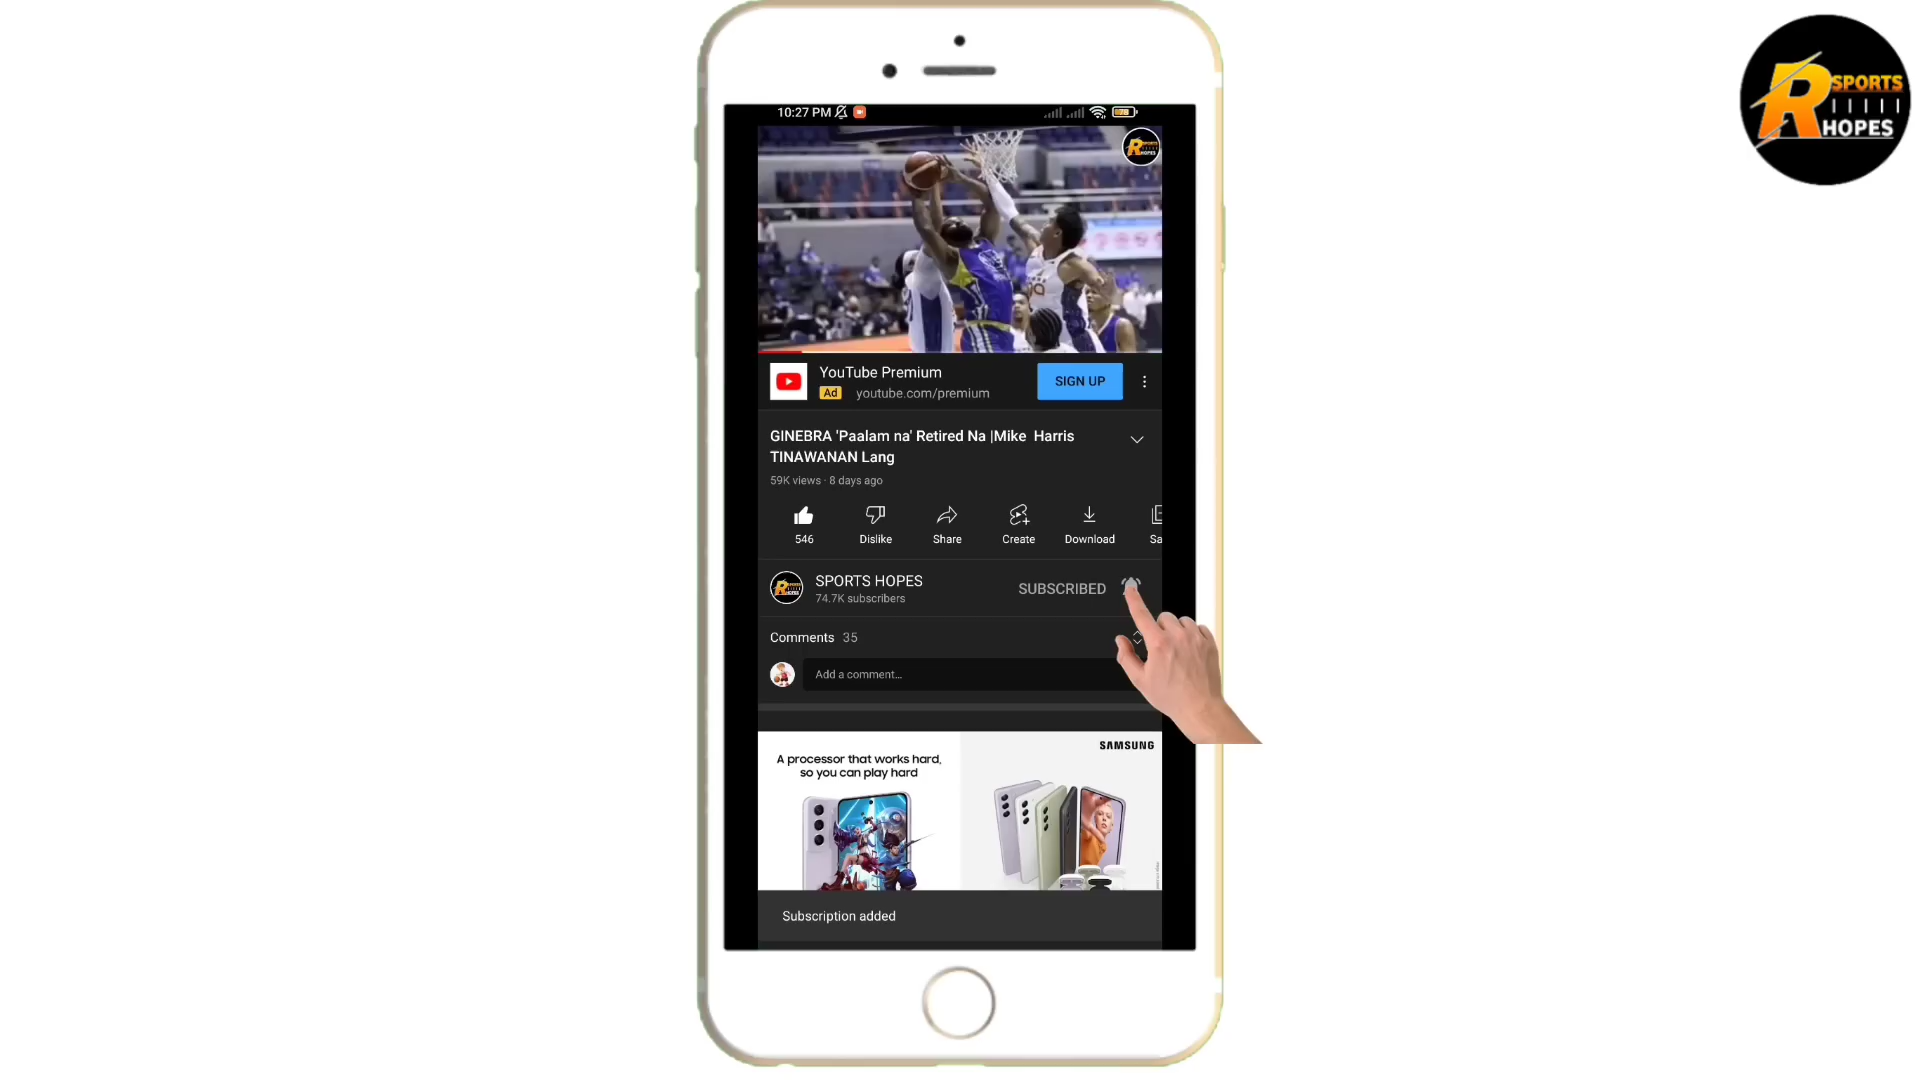 SPORTS
HOPES
10:27 PM
YouTube Premium
SIGN UP
Ad youtube.com/premium
GINEBRA 'Paalam na' Retired Na |Mike Harris
TINAWANAN Lang
59K views · 8 days ago
546 Dislike Share Create Download Sa
SPORTS HOPES
SUBSCRIBED
74.7K subscribers
Comments 35
Add a comment...
SAMSUNG
A processor that works hard,
so you can play hard
Subscription added